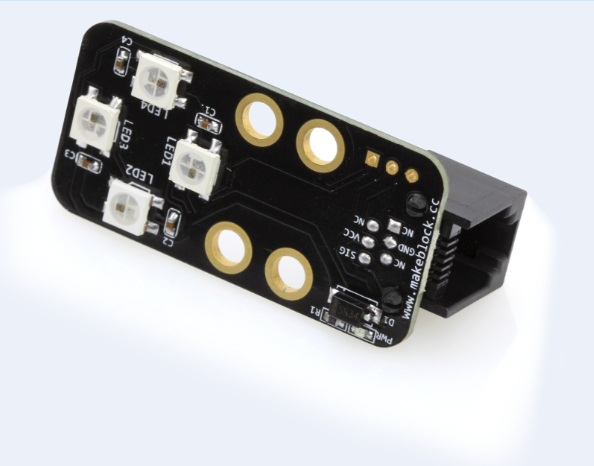 C4
LED4
C1
LED3
LED1
C3
LED2
C2
NC
NC
VCC
GND
SIG
NC
www.makeblock.cc
R1
D1
PWR